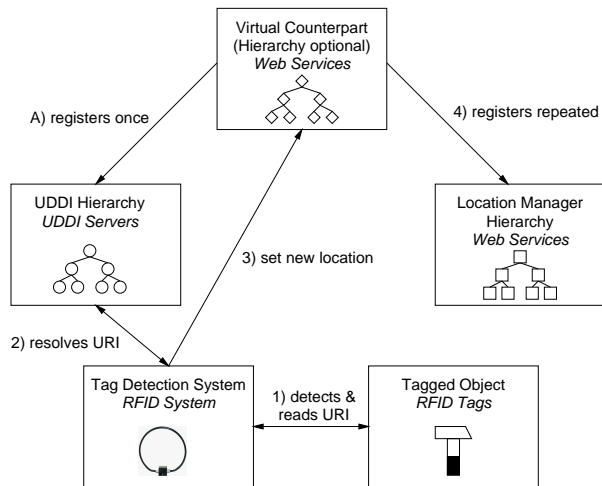 Virtual Counterpart
(Hierarchy optional)
Web Services
A) registers once
4) registers repeated
UDDI Hierarchy
UDDI Servers
Location Manager
Hierarchy
Web Services
3) set new location
2) resolves URI
Tag Detection System
RFID System
1) detects &
reads URI
Tagged Object
RFID Tags